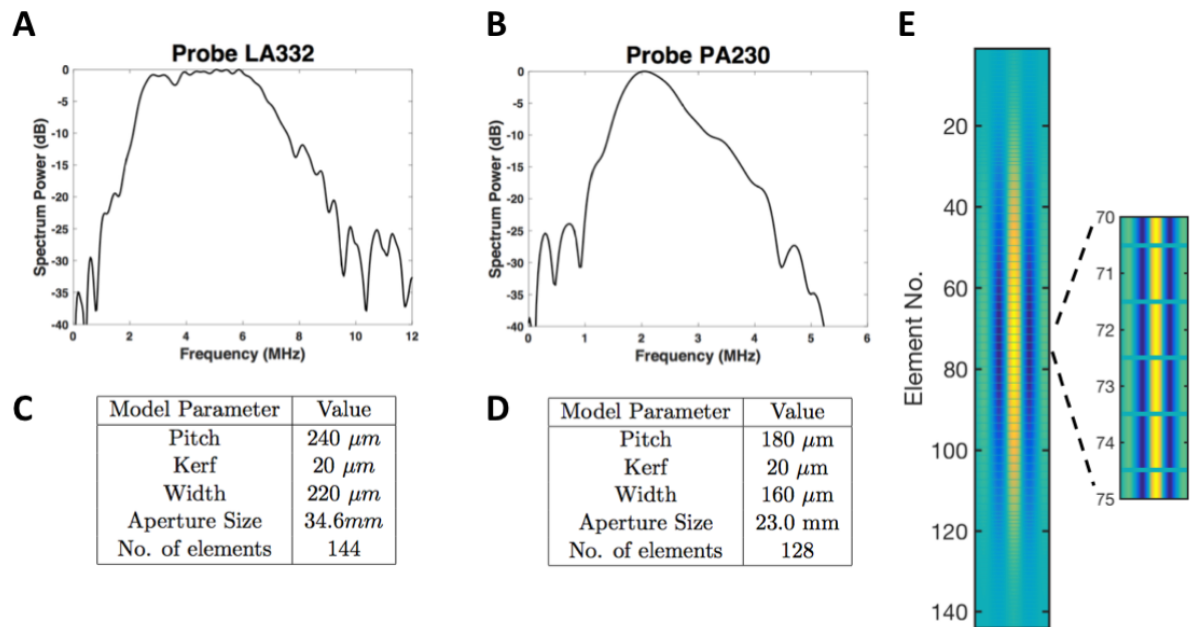 A
Probe LA332
Spectrum Power (dB)
0
-5
-10
-15
-20
-25
-30
-35
-40
0 2 4 6 8 10 12
Frequency (MHz)
B
Probe PA230
Spectrum Power (dB)
0
-5
-10
-15
-20
-25
-30
-35
-40
0 1 2 3 4 5 6
Frequency (MHz)
C
Model Parameter Value
Pitch 240 μm
Kerf 20 μm
Width 220 μm
Aperture Size 34.6mm
No. of elements 144
D
Model Parameter Value
Pitch 180 μm
Kerf 20 μm
Width 160 μm
Aperture Size 23.0 mm
No. of elements 128
E
Element No.
20
40
60
80
100
120
140
70
71
72
73
74
75